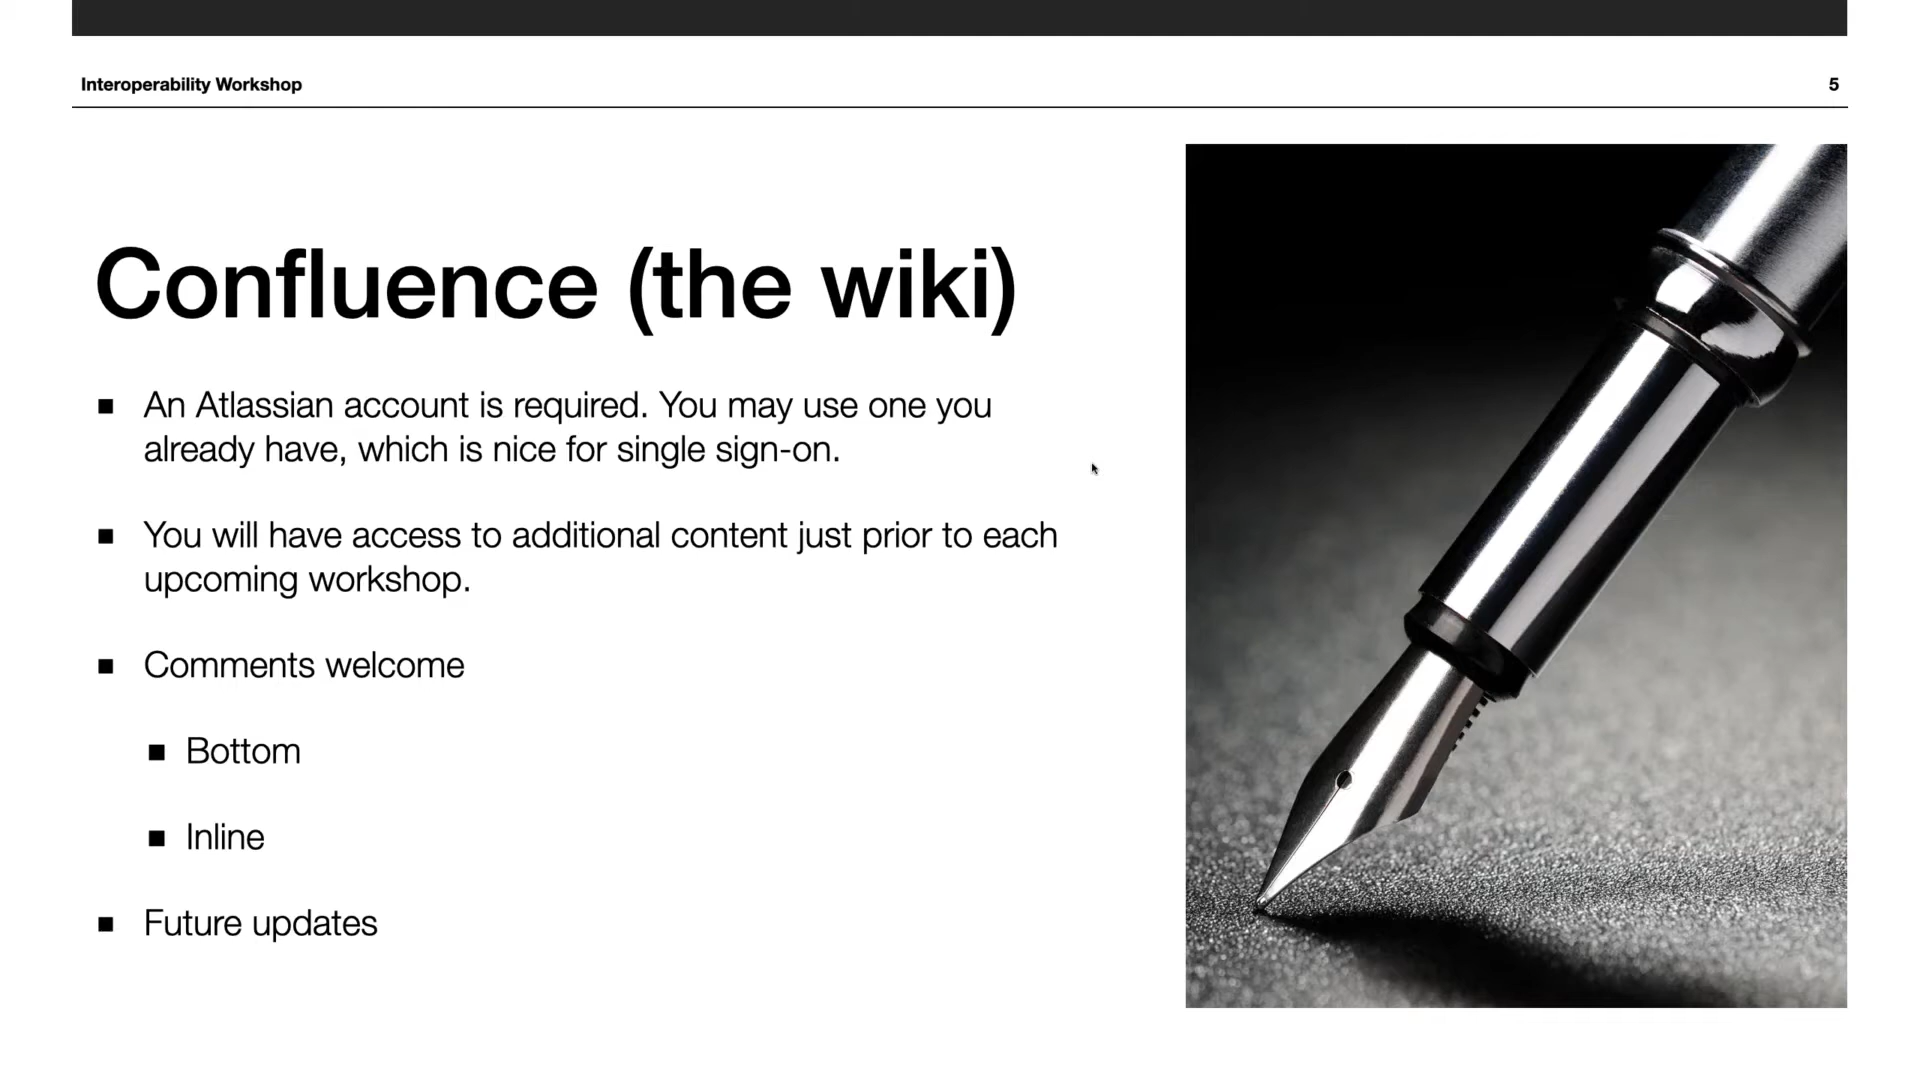 Interoperability Workshop
5
Confluence (the wiki)
An Atlassian account is required. You may use one you
already have, which is nice for single sign-on.
You will have access to additional content just prior to each
upcoming workshop.
Comments welcome
Bottom
Inline
Future updates